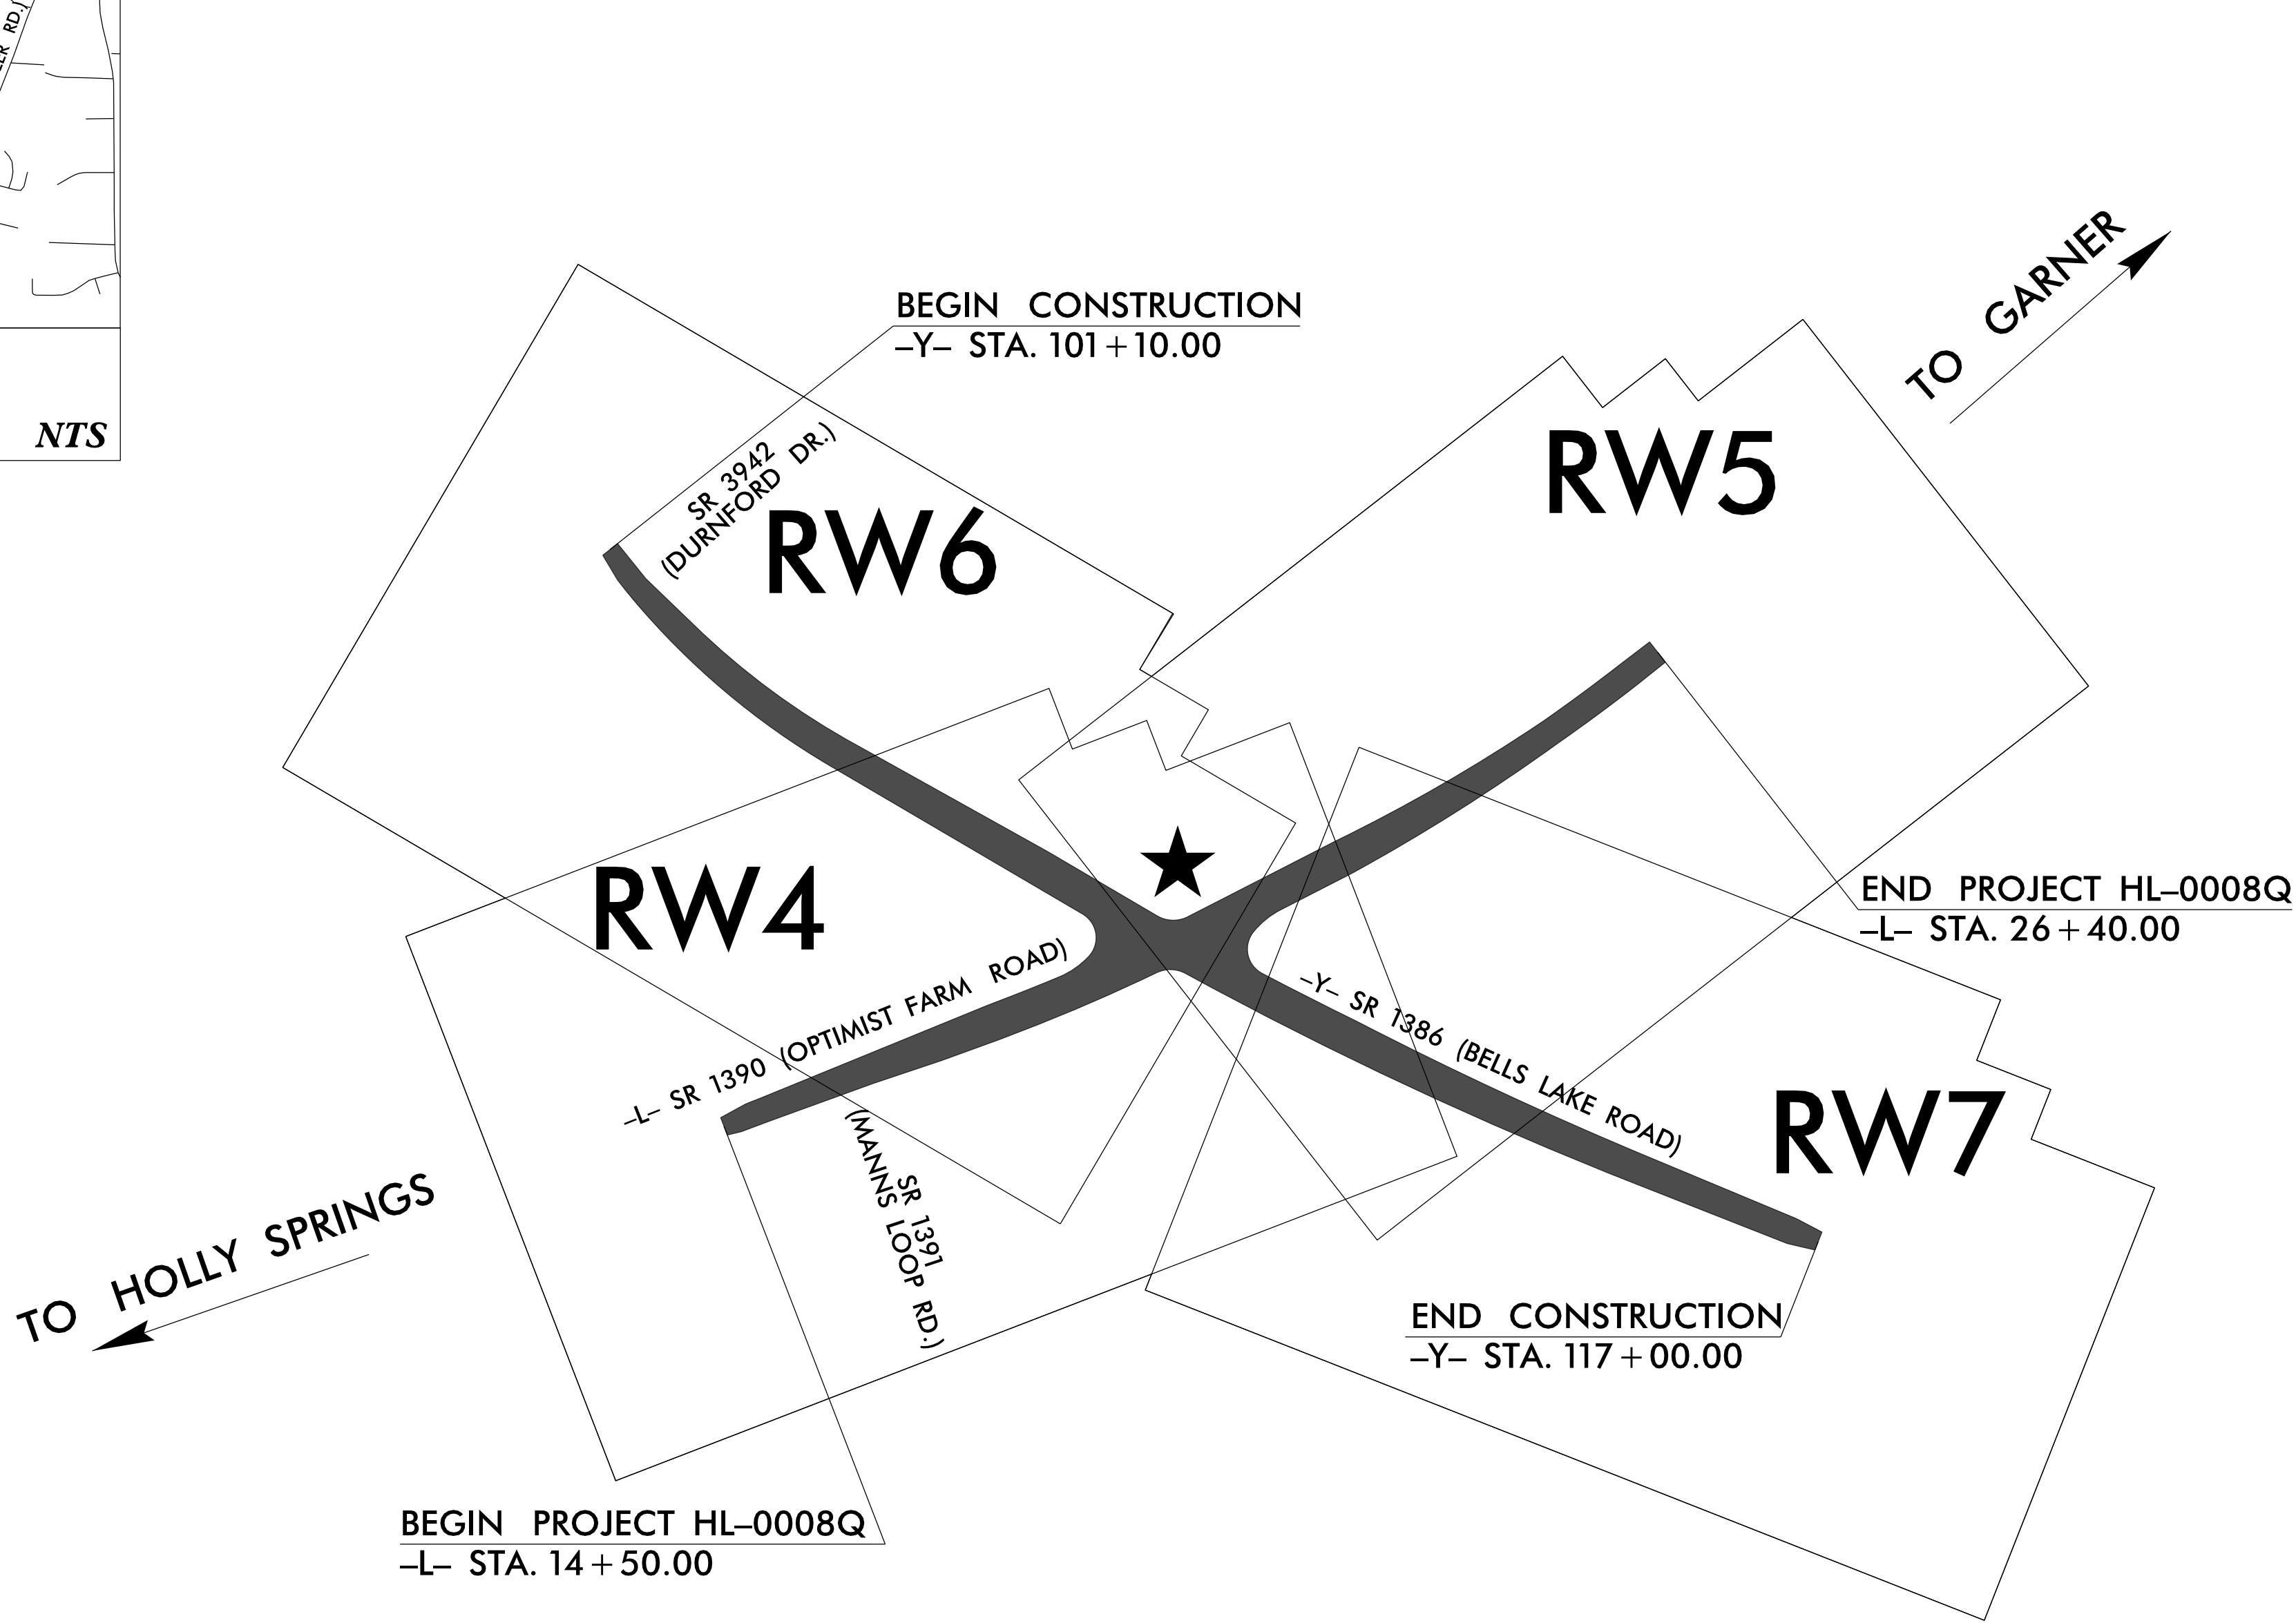 NTS
BEGIN CONSTRUCTION
–Y– STA. 101+10.00
TO GARNER
SR 3942
(DURNFORD DR.)
RW6
RW5
RW4
END PROJECT HL–0008Q
–L– STA. 26+40.00
–L– SR 1390 (OPTIMIST FARM ROAD)
–Y– SR 1386 (BELLS LAKE ROAD)
RW7
SR 1391
(MANNS LOOP RD.)
TO HOLLY SPRINGS
END CONSTRUCTION
–Y– STA. 117+00.00
BEGIN PROJECT HL–0008Q
–L– STA. 14+50.00